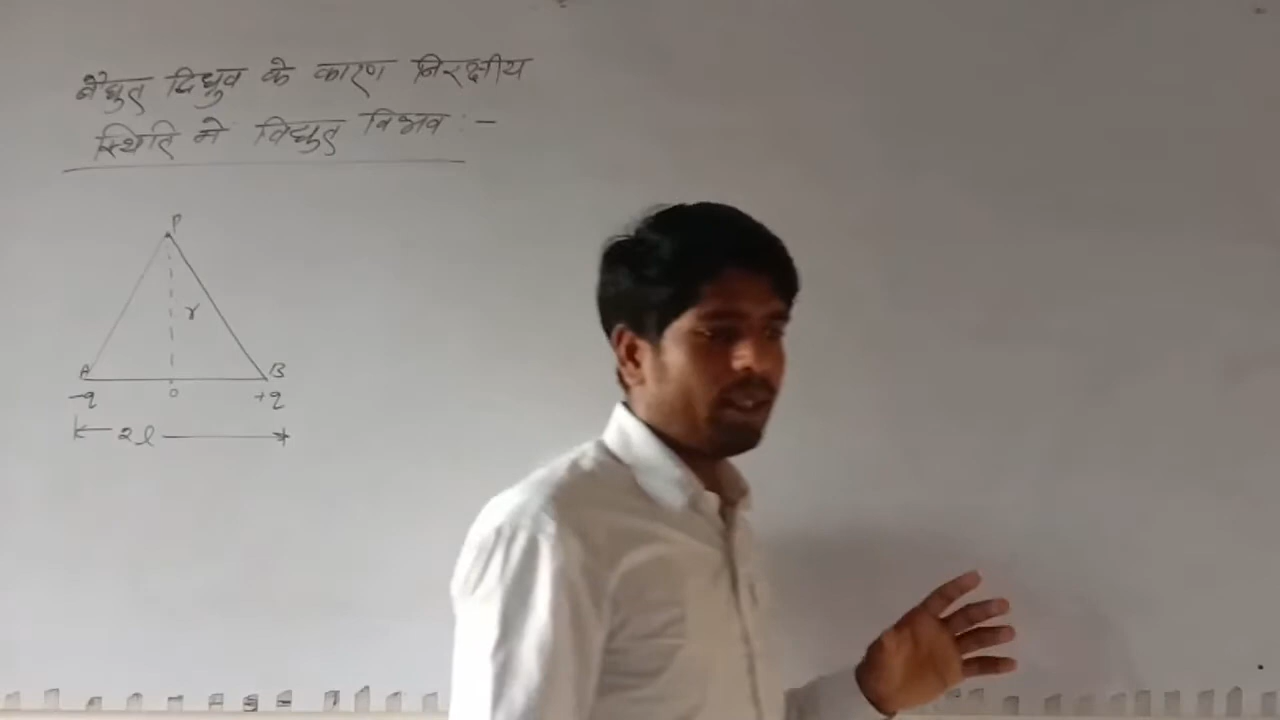 वैद्युत द्विध्रुव के कारण निरक्षीय
स्थिति मे विद्युत विभव :-
P
r
A B
-q o +q
2l